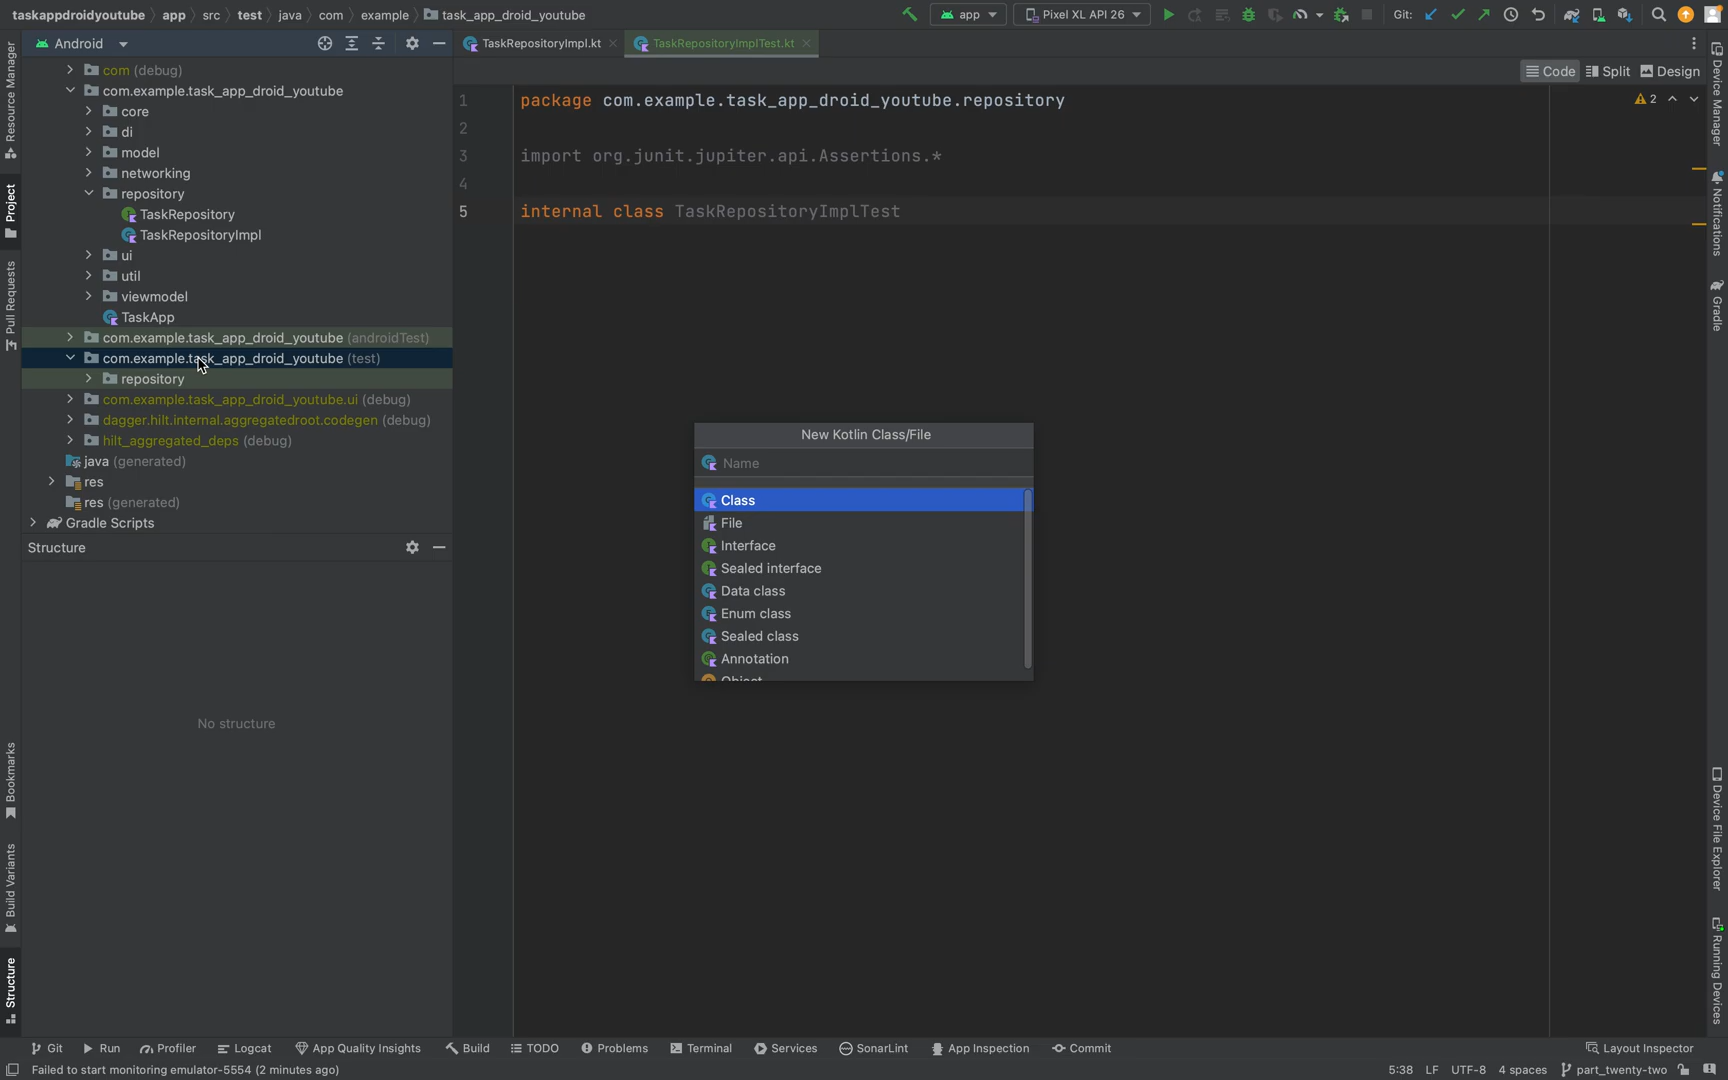 taskappdroidyoutube app src test java com example task_app_droid_youtube
app Pixel XL API 26 Git:
Android
TaskRepositoryImpl.kt TaskRepositoryImplTest.kt
Code Split Design
com (debug)
com.example.task_app_droid_youtube
core
di
model
networking
repository
TaskRepository
TaskRepositoryImpl
ui
util
viewmodel
TaskApp
com.example.task_app_droid_youtube (androidTest)
com.example.task_app_droid_youtube (test)
repository
com.example.task_app_droid_youtube.ui (debug)
dagger.hilt.internal.aggregatedroot.codegen (debug)
hilt_aggregated_deps (debug)
java (generated)
res
res (generated)
Gradle Scripts
Structure
No structure
1 package com.example.task_app_droid_youtube.repository
2
3 import org.junit.jupiter.api.Assertions.*
4
5 internal class TaskRepositoryImplTest
2
New Kotlin Class/File
Name
Class
File
Interface
Sealed interface
Data class
Enum class
Sealed class
Annotation
Object
Resource Manager
Project
Pull Requests
Bookmarks
Build Variants
Structure
Device Manager
Notifications
Gradle
Device File Explorer
Running Devices
Git Run Profiler Logcat App Quality Insights Build TODO Problems Terminal Services SonarLint App Inspection Commit Layout Inspector
Failed to start monitoring emulator-5554 (2 minutes ago) 5:38 LF UTF-8 4 spaces part_twenty-two